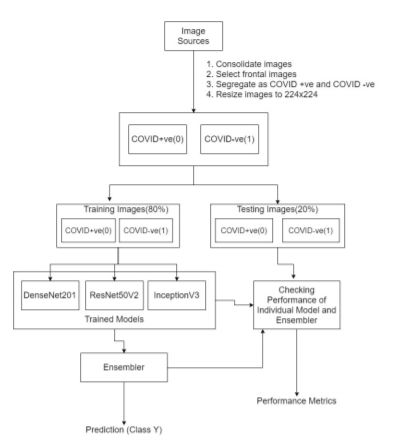 Image
Sources
1. Consolidate images
2. Select frontal images
3. Segregate as COVID +ve and COVID -ve
4. Resize images to 224x224
COVID+ve(0)
COVID-ve(1)
Training Images(80%)
COVID+ve(0)
COVID-ve(1)
Testing Images(20%)
COVID+ve(0)
COVID-ve(1)
DenseNet201
ResNet50V2
InceptionV3
Trained Models
Checking
Performance of
Individual Model and
Ensembler
Ensembler
Performance Metrics
Prediction (Class Y)